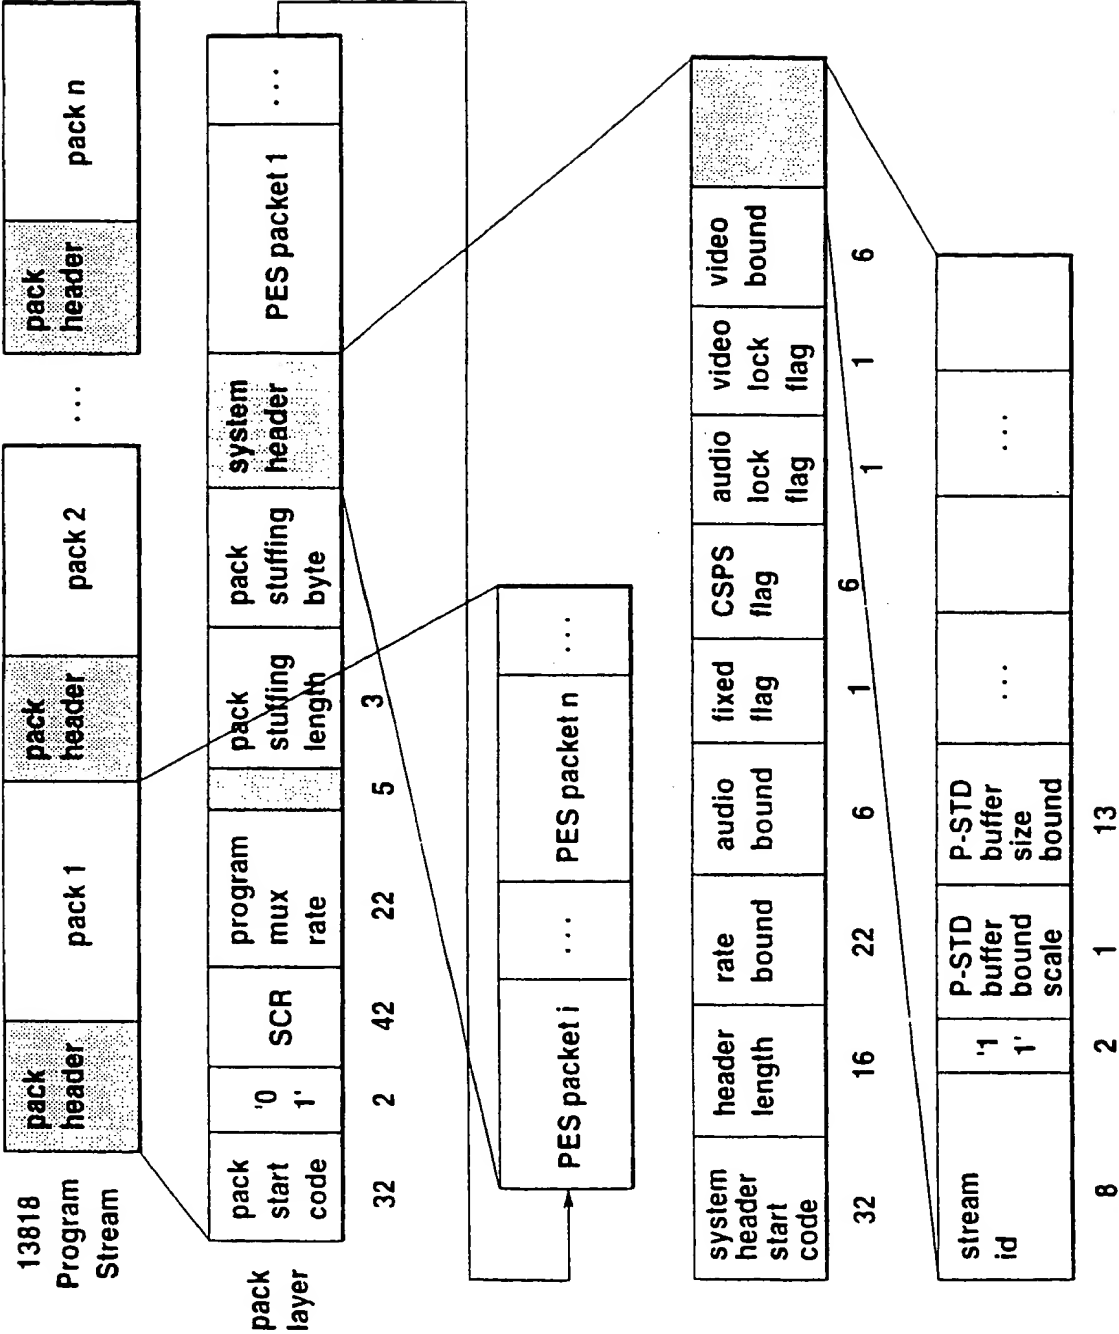 13818
Program
Stream
pack
header
pack 1
pack
header
pack 2
...
pack
header
pack n
pack
layer
pack
start
code
'0
1'
SCR
program
mux
rate
pack
stuffing
length
pack
stuffing
byte
system
header
PES packet 1
...
32
2
42
22
5
3
PES packet i
...
PES packet n
...
system
header
start
code
header
length
rate
bound
audio
bound
fixed
flag
CSPS
flag
audio
lock
flag
video
lock
flag
video
bound
32
16
22
6
1
6
1
1
6
stream
id
'1
1'
P-STD
buffer
bound
scale
P-STD
buffer
size
bound
...
...
8
2
1
13